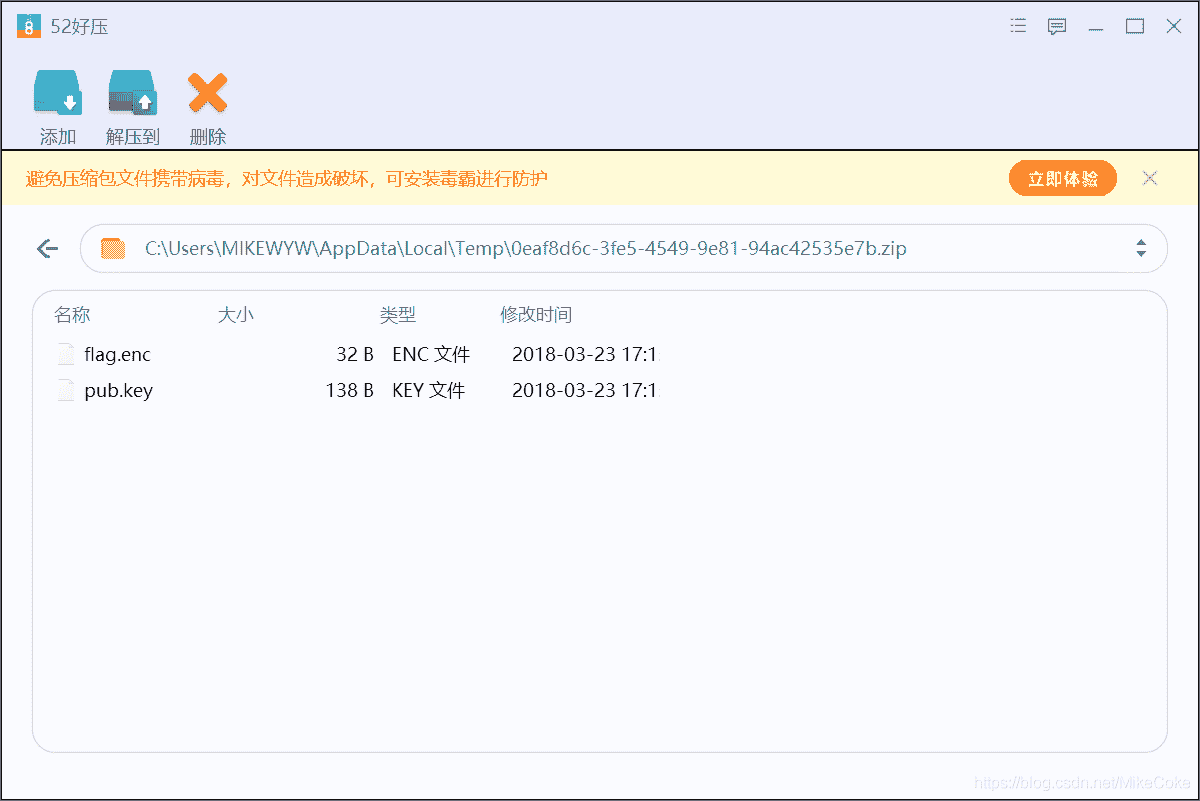 52好压
添加 解压到 删除
避免压缩包文件携带病毒，对文件造成破坏，可安装毒霸进行防护 立即体验
C:\Users\MIKEWYW\AppData\Local\Temp\0eaf8d6c-3fe5-4549-9e81-94ac42535e7b.zip
名称 大小 类型 修改时间
flag.enc 32 B ENC 文件 2018-03-23 17:1
pub.key 138 B KEY 文件 2018-03-23 17:1
https://blog.csdn.net/MikeCoke